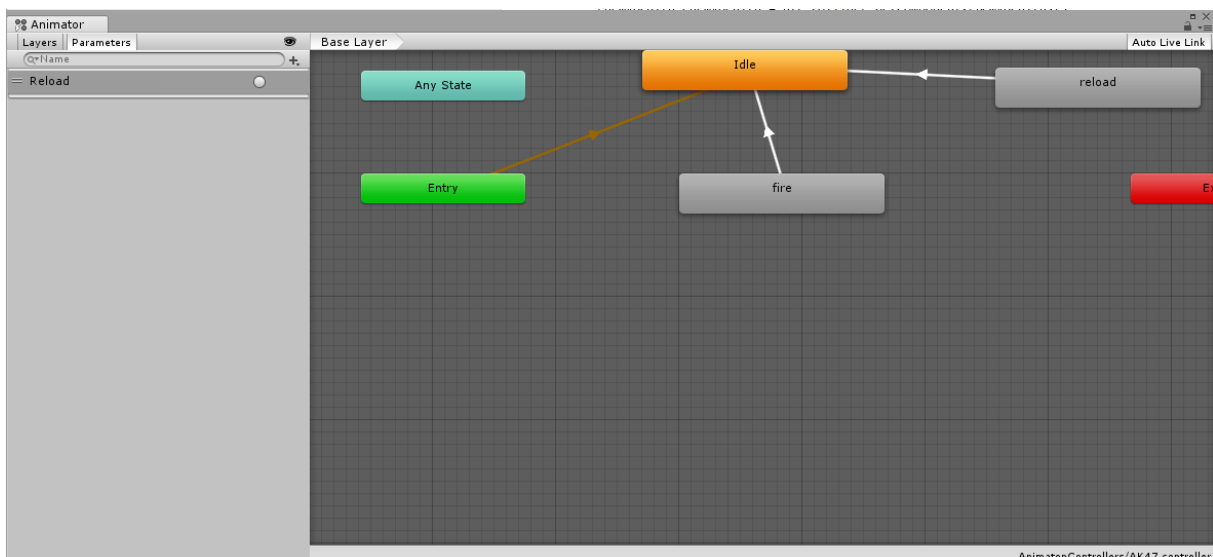 Animator
Layers Parameters
Base Layer
Auto Live Link
Name
Reload
Idle
Any State
reload
Entry
fire
AnimatorControllers/AK47.controller